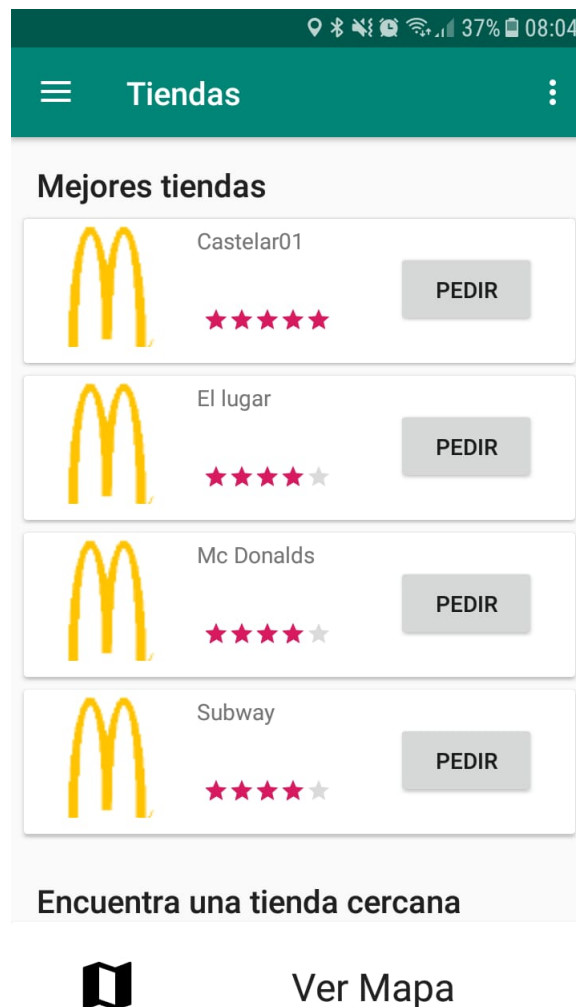 37% 08:04
Tiendas
Mejores tiendas
Castelar01
PEDIR
El lugar
PEDIR
Mc Donalds
PEDIR
Subway
PEDIR
Encuentra una tienda cercana
Ver Mapa